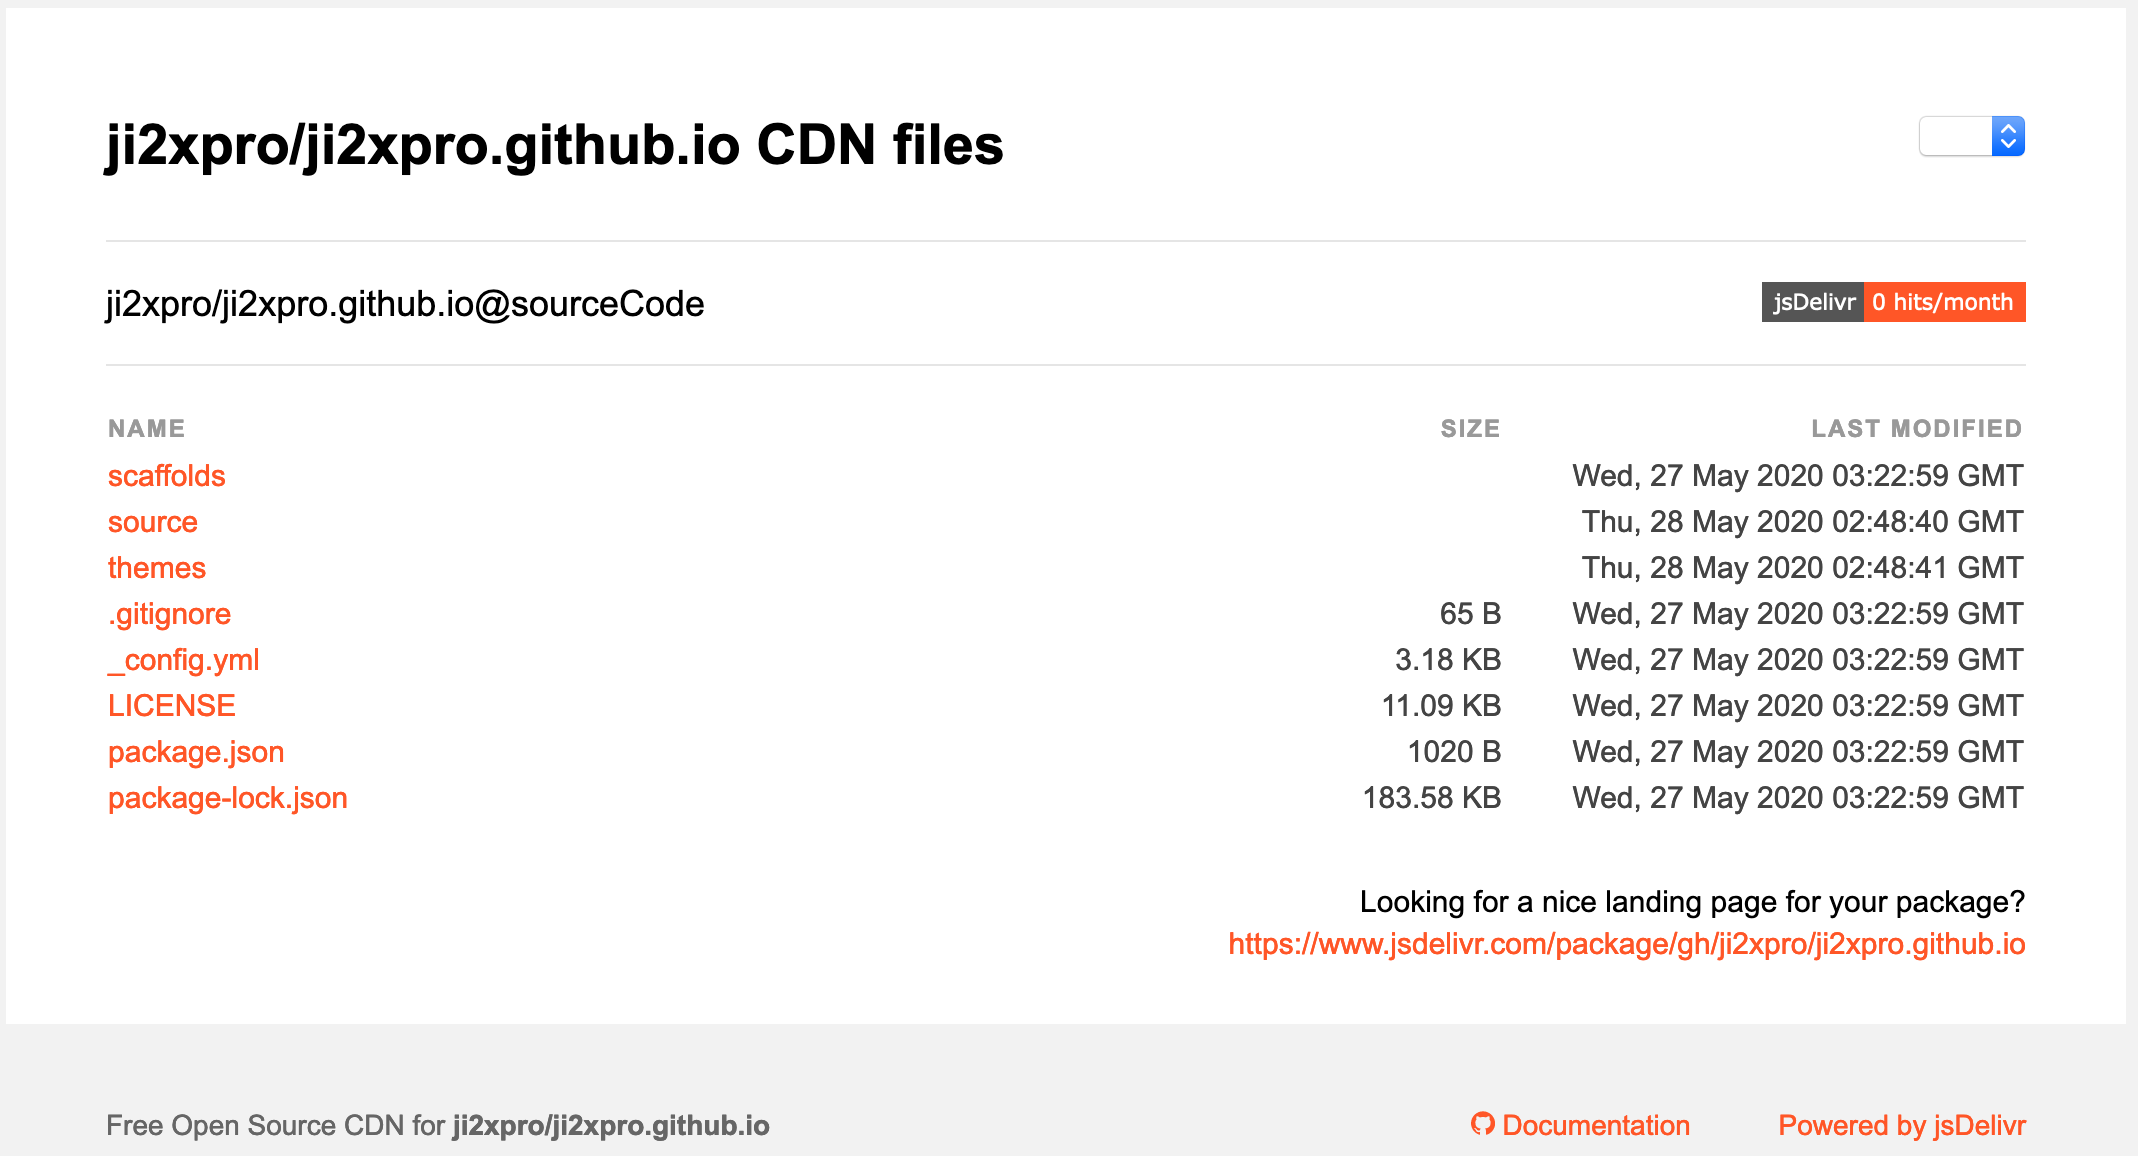 ji2xpro/ji2xpro.github.io CDN files
ji2xpro/ji2xpro.github.io@sourceCode jsDelivr 0 hits/month
NAME SIZE LAST MODIFIED
scaffolds Wed, 27 May 2020 03:22:59 GMT
source Thu, 28 May 2020 02:48:40 GMT
themes Thu, 28 May 2020 02:48:41 GMT
.gitignore 65 B Wed, 27 May 2020 03:22:59 GMT
_config.yml 3.18 KB Wed, 27 May 2020 03:22:59 GMT
LICENSE 11.09 KB Wed, 27 May 2020 03:22:59 GMT
package.json 1020 B Wed, 27 May 2020 03:22:59 GMT
package-lock.json 183.58 KB Wed, 27 May 2020 03:22:59 GMT
Looking for a nice landing page for your package?
https://www.jsdelivr.com/package/gh/ji2xpro/ji2xpro.github.io
Free Open Source CDN for ji2xpro/ji2xpro.github.io Documentation Powered by jsDelivr